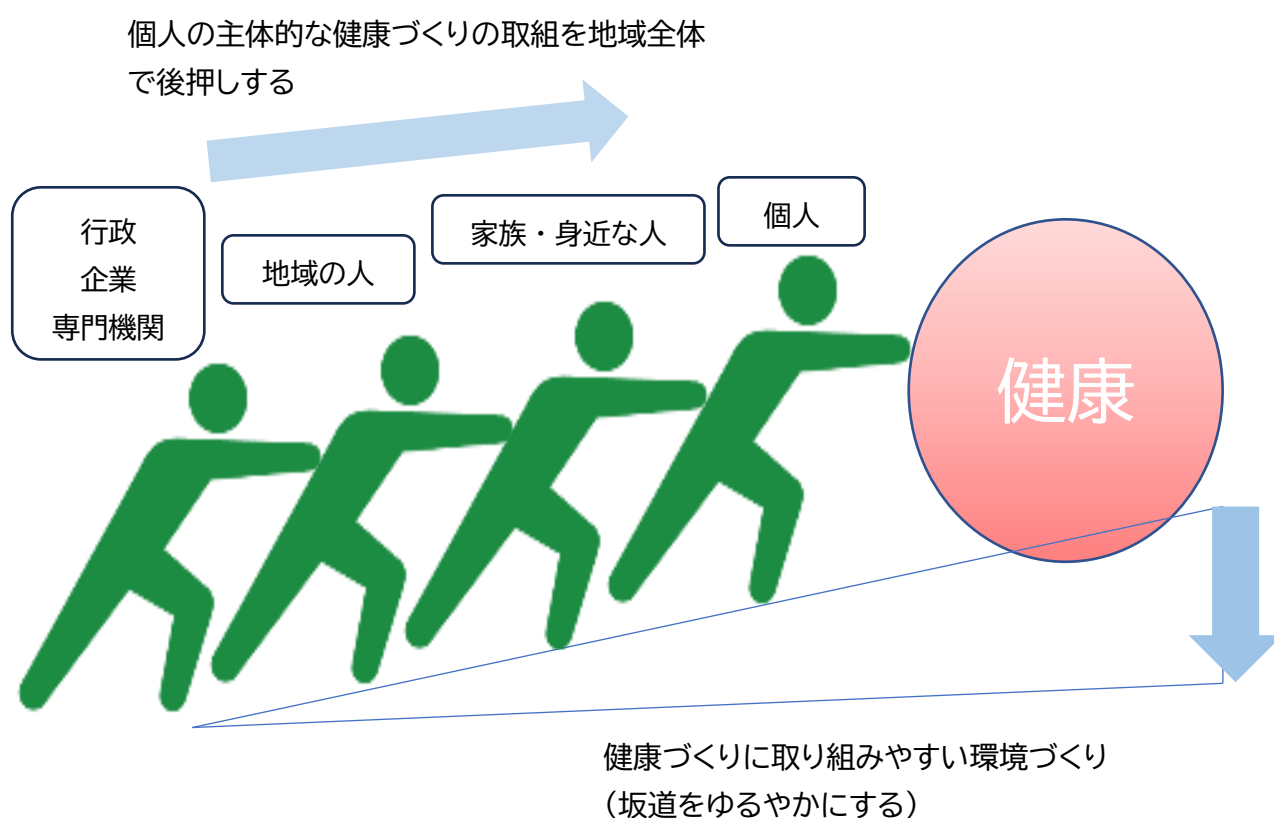 個人の主体的な健康づくりの取組を地域全体
で後押しする
行政
企業
専門機関
地域の人
家族・身近な人
個人
健康
健康づくりに取り組みやすい環境づくり
（坂道をゆるやかにする）